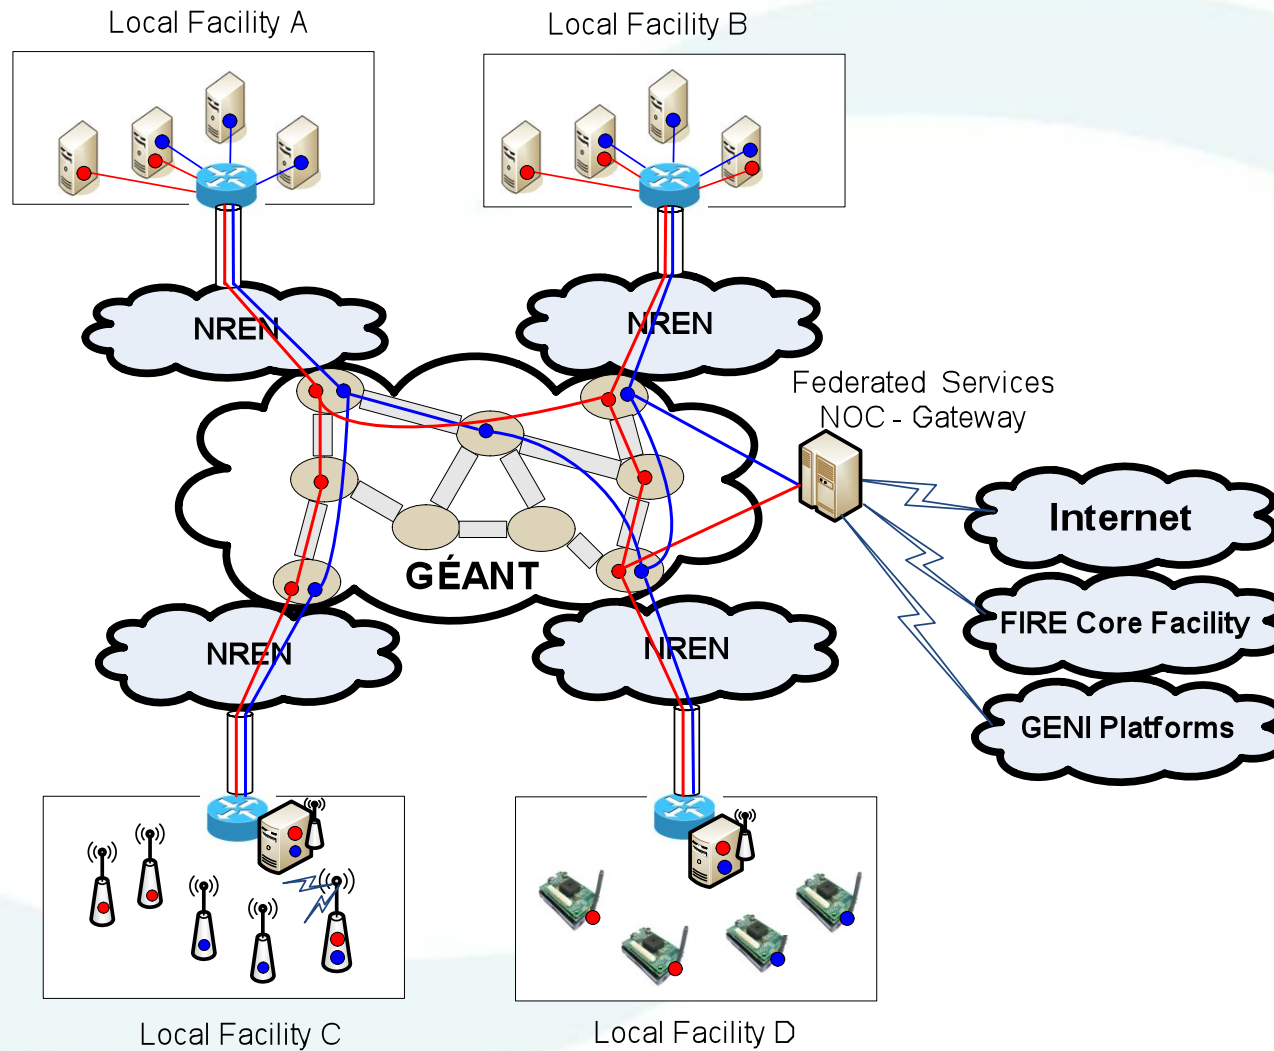 Local Facility A
Local Facility B
NREN
NREN
Federated Services
NOC - Gateway
Internet
GÉANT
FIRE Core Facility
NREN
NREN
GENI Platforms
Local Facility C
Local Facility D